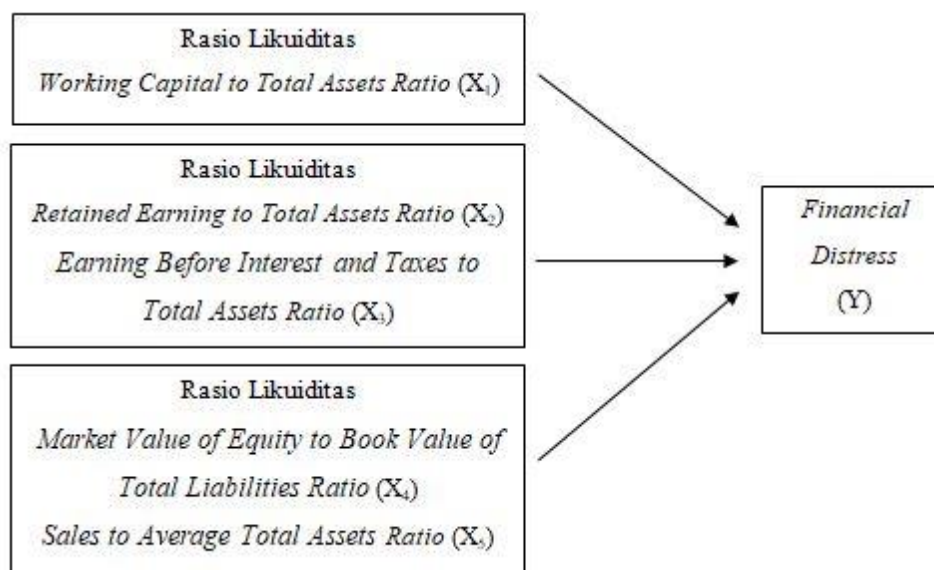 Rasio Likuiditas
Working Capital to Total Assets Ratio (X₁)
Rasio Likuiditas
Retained Earning to Total Assets Ratio (X₂)
Earning Before Interest and Taxes to
Total Assets Ratio (X₃)
Rasio Likuiditas
Market Value of Equity to Book Value of
Total Liabilities Ratio (X₄)
Sales to Average Total Assets Ratio (X₅)
Financial
Distress
(Y)